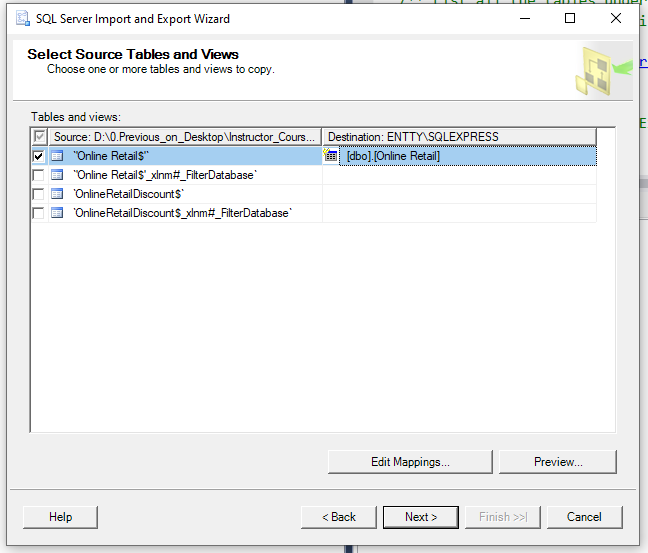 SQL Server Import and Export Wizard
Select Source Tables and Views
Choose one or more tables and views to copy.
Tables and views:
Source: D:\0.Previous_on_Desktop\Instructor_Cours... Destination: ENTTY\SQLEXPRESS
`'Online Retail$'` [dbo].[Online Retail]
`'Online Retail$'_xlnm#_FilterDatabase`
`OnlineRetailDiscount$`
`OnlineRetailDiscount$_xlnm#_FilterDatabase`
Edit Mappings... Preview...
Help < Back Next > Finish >>| Cancel